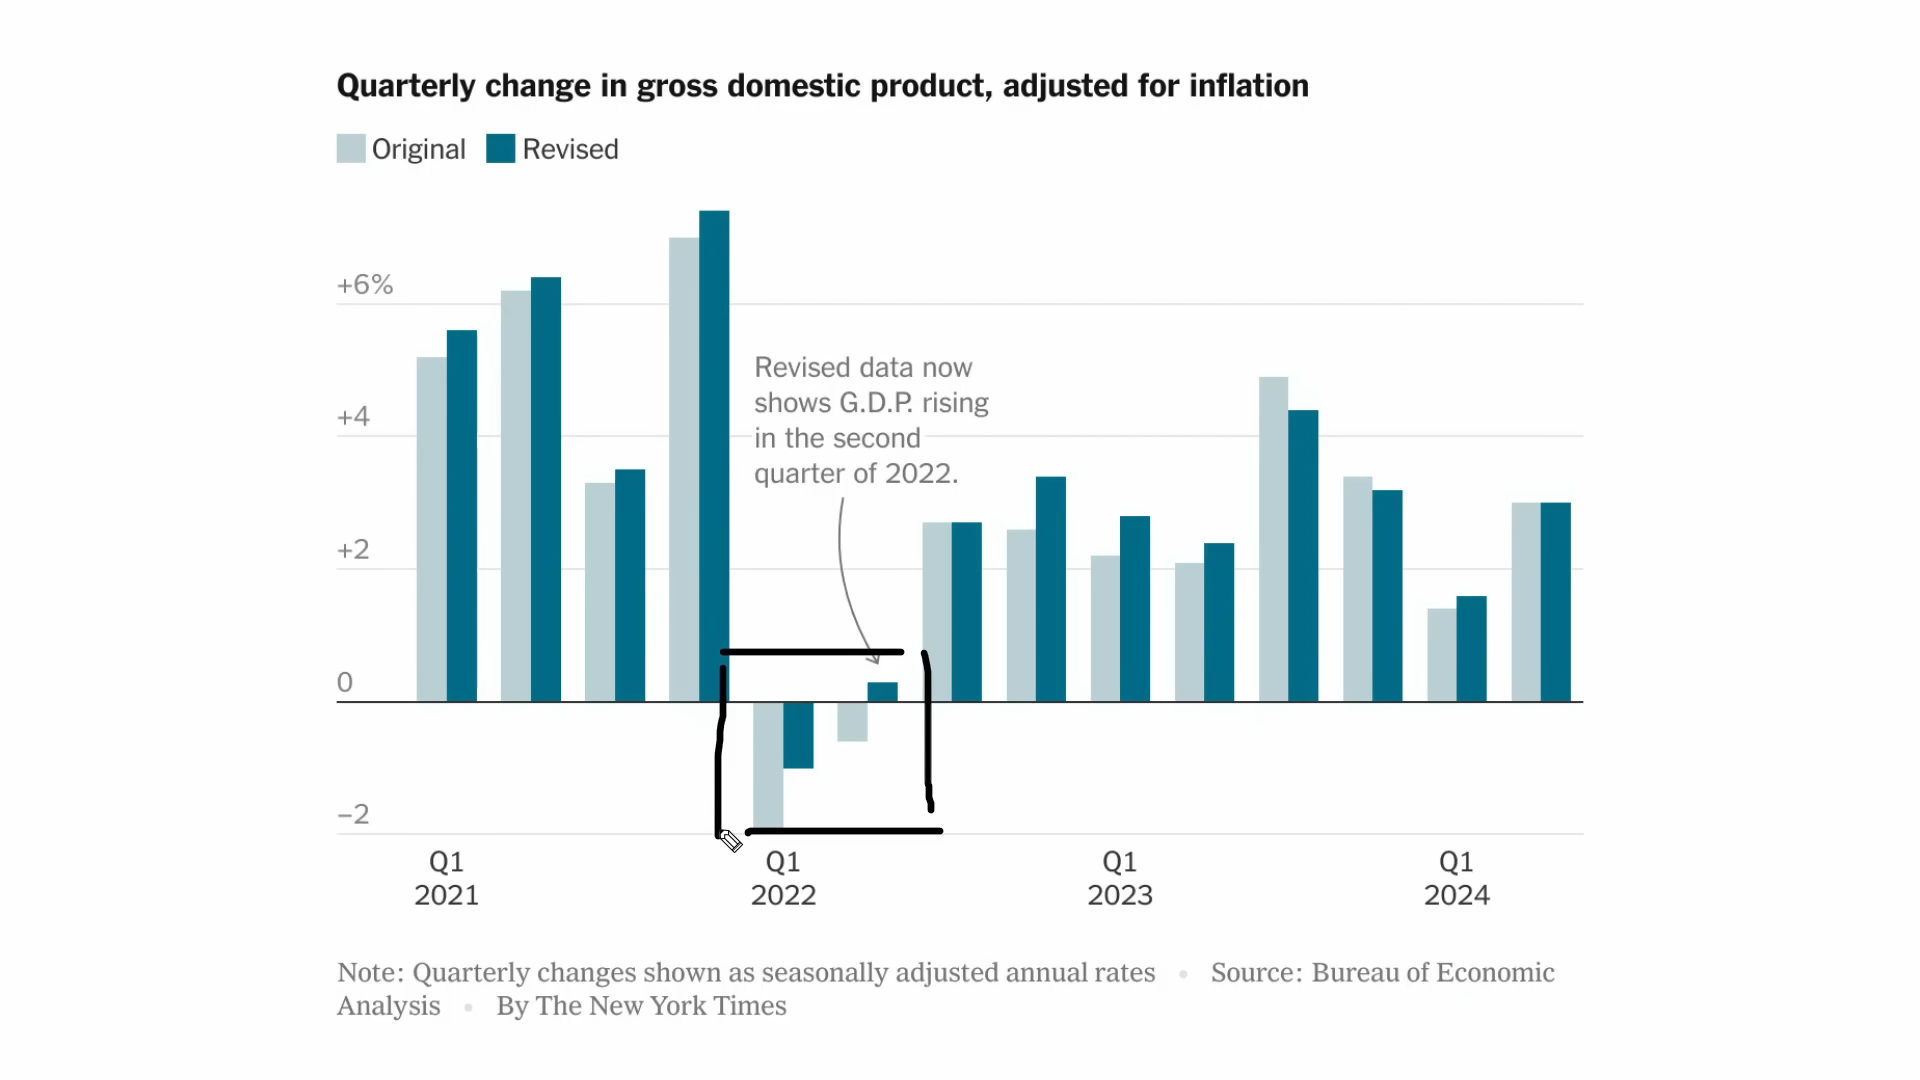 Quarterly change in gross domestic product, adjusted for inflation
Original Revised
+6%
Revised data now
shows G.D.P. rising
in the second
quarter of 2022.
+4
+2
0
−2
Q1 Q1 Q1 Q1
2021 2022 2023 2024
Note: Quarterly changes shown as seasonally adjusted annual rates • Source: Bureau of Economic
Analysis • By The New York Times